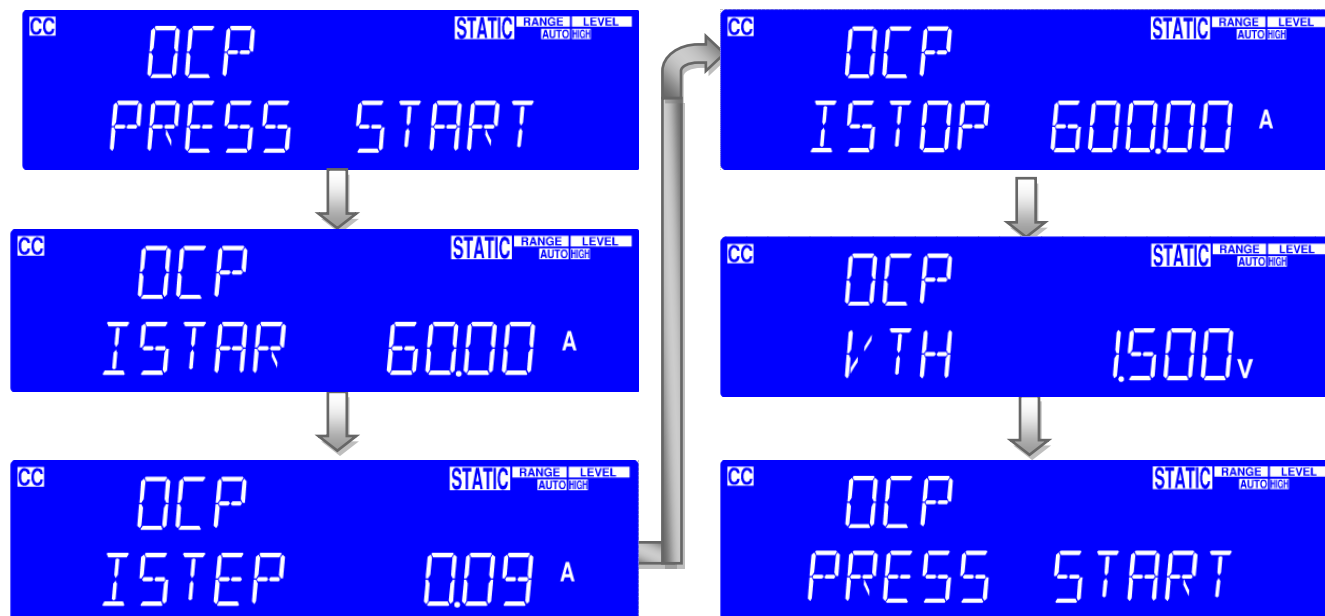 CC STATIC RANGE LEVEL
AUTO HIGH
OCP
PRESS START
CC STATIC RANGE LEVEL
AUTO HIGH
OCP
ISTAR 60.00 A
CC STATIC RANGE LEVEL
AUTO HIGH
OCP
ISTEP 0.09 A
CC STATIC RANGE LEVEL
AUTO HIGH
OCP
ISTOP 600.00 A
CC STATIC RANGE LEVEL
AUTO HIGH
OCP
VTH 1.500 V
CC STATIC RANGE LEVEL
AUTO HIGH
OCP
PRESS START